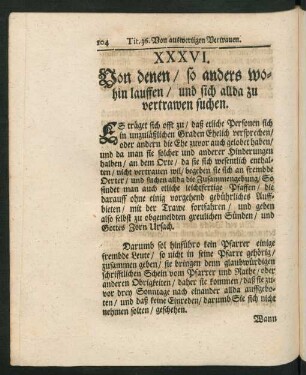 104 Tit. 36. Von außwertigen Vertrauen.
XXXVI.
Von denen / so anders wo-
hin lauffen / und sich allda zu
vertrawen suchen.
ES träget sich offt zu / daß etliche Personen sich
in unzuläßlichen Graden Ehelich versprechen /
oder andern die Ehe zuvor auch gelobet haben /
und da man sie solcher und anderer Hinderungen
halben / an dem Orte / da sie sich wesentlich enthal-
ten / nicht vertrauen wil / begeben sie sich an frembde
Oerter / und suchen allda die Zusammengebung: So
findet man auch etliche leichtfertige Pfaffen / die
darauff ohne einig vorgehend gebührliches Auff-
bieten / mit der Trawe fortfahren / und geben
also selbst zu obgemeldten greulichen Sünden / und
Gottes Zorn Ursach.
Darumb sol hinführo kein Pfarrer einige
frembde Leute / so nicht in seine Pfarre gehörig /
zusammen geben / sie bringen denn glaubwürdigen
schrifftlichen Schein vom Pfarrer und Rathe / oder
anderen Obrigkeiten / daher sie kommen / daß sie zu-
vor drey Sonntage nach einander allda auffgebo-
ten / und daß keine Einreden / darumb Sie sich nicht
nehmen solten / geschehen.
Wann